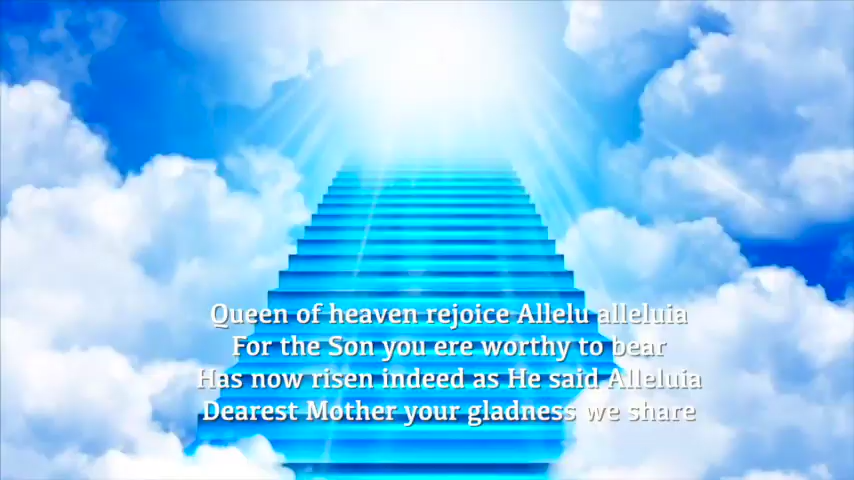 Queen of heaven rejoice Allelu alleluia
For the Son you ere worthy to bear
Has now risen indeed as He said Alleluia
Dearest Mother your gladness we share